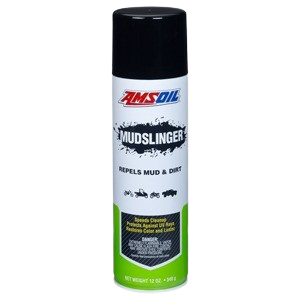 AMSOIL
MUDSLINGER
REPELS MUD & DIRT
Speeds Cleanup
Protects Against UV Rays
Restores Color and Luster
DANGER
NET WEIGHT 12 OZ. • 340 g